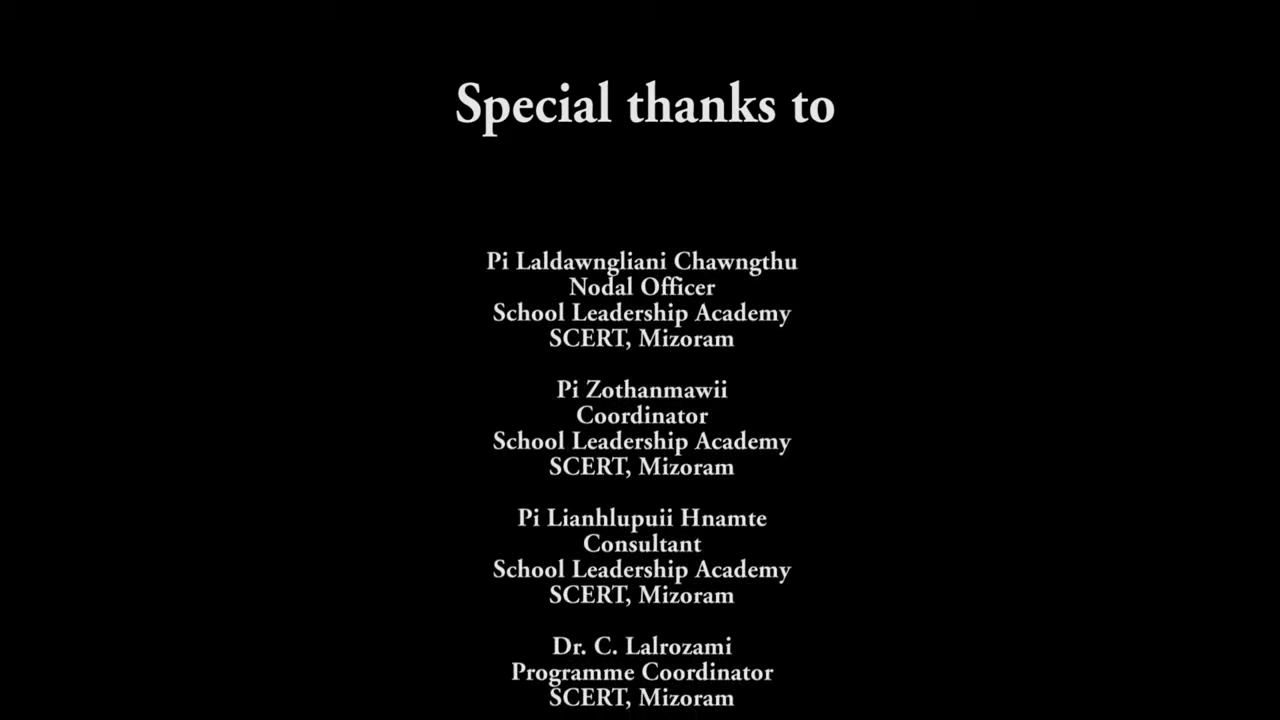 Special thanks to
Pi Laldawngliani Chawngthu
Nodal Officer
School Leadership Academy
SCERT, Mizoram
Pi Zothanmawii
Coordinator
School Leadership Academy
SCERT, Mizoram
Pi Lianhlupuii Hnamte
Consultant
School Leadership Academy
SCERT, Mizoram
Dr. C. Lalrozami
Programme Coordinator
SCERT, Mizoram